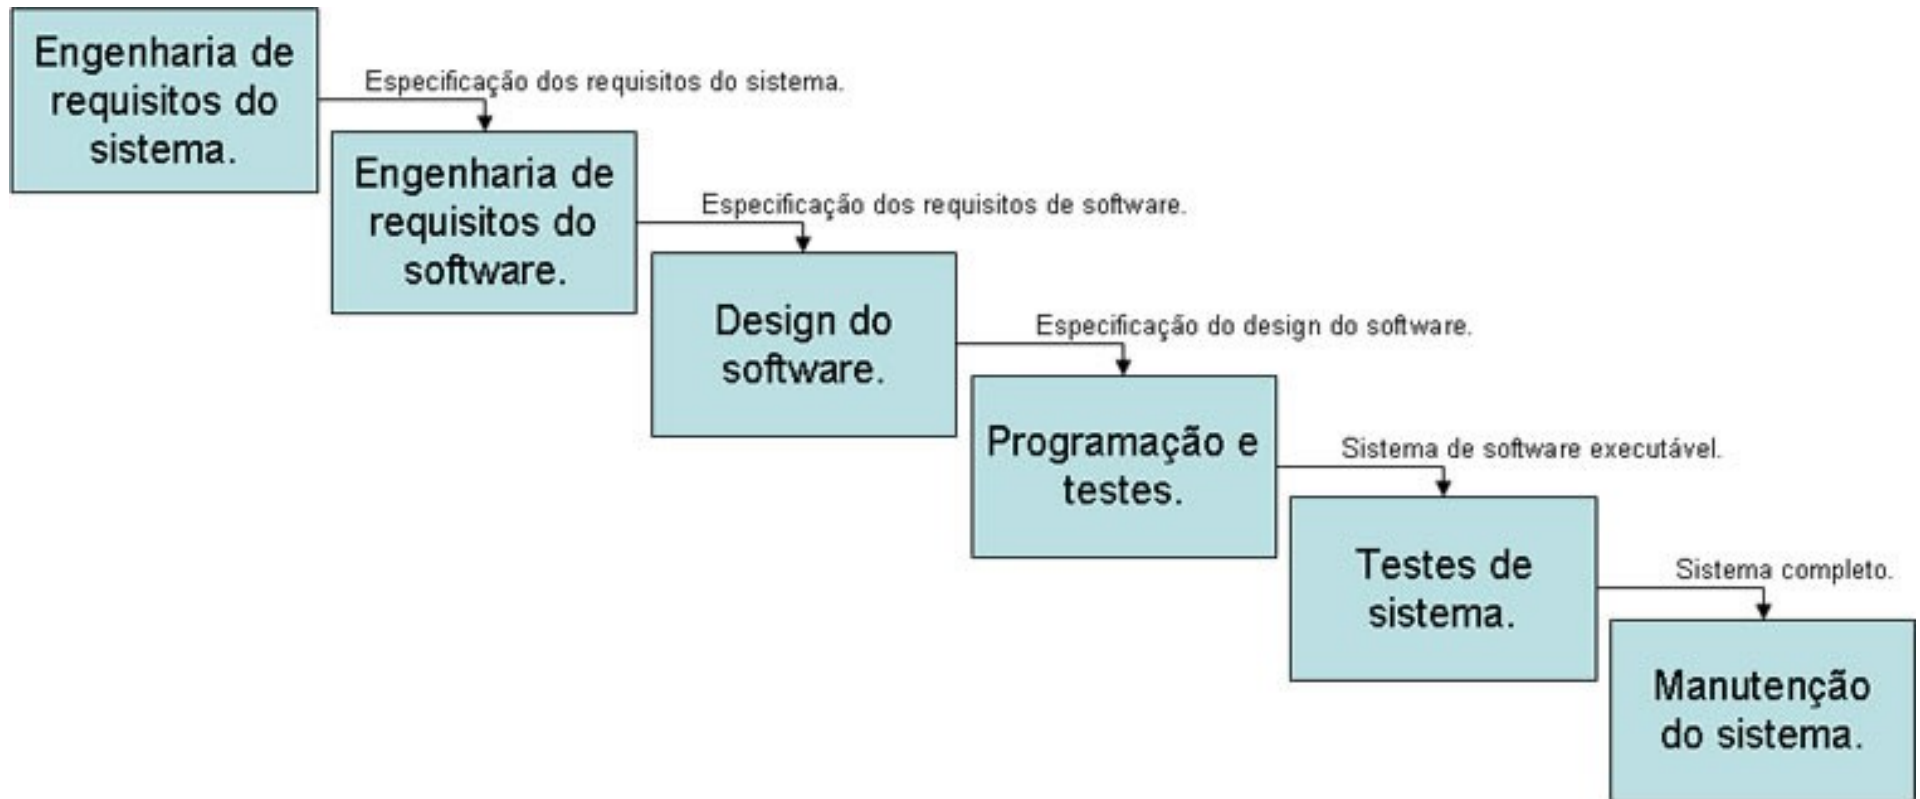 Engenharia de
requisitos do
sistema.
Especificação dos requisitos do sistema.
Engenharia de
requisitos do
software.
Especificação dos requisitos de software.
Design do
software.
Especificação do design do software.
Programação e
testes.
Sistema de software executável.
Testes de
sistema.
Sistema completo.
Manutenção
do sistema.